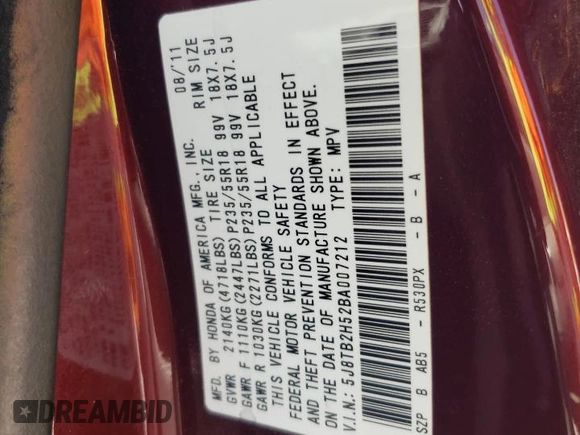 MFD. BY HONDA OF AMERICA MFG., INC. 08/11
TIRE SIZE RIM SIZE
GVWR 2140KG(4718LBS) P235/55R18 99V 18X7.5J
GAWR F 1110KG(2447LBS) P235/55R18 99V 18X7.5J
GAWR R 1030KG(2271LBS)
THIS VEHICLE CONFORMS TO ALL APPLICABLE
FEDERAL MOTOR VEHICLE SAFETY
AND THEFT PREVENTION STANDARDS IN EFFECT
ON THE DATE OF MANUFACTURE SHOWN ABOVE.
V.I.N.: 5J8TB2H52BA007212 TYPE: MPV
SZP B AB5 - R530PX - B - A
DREAMBID